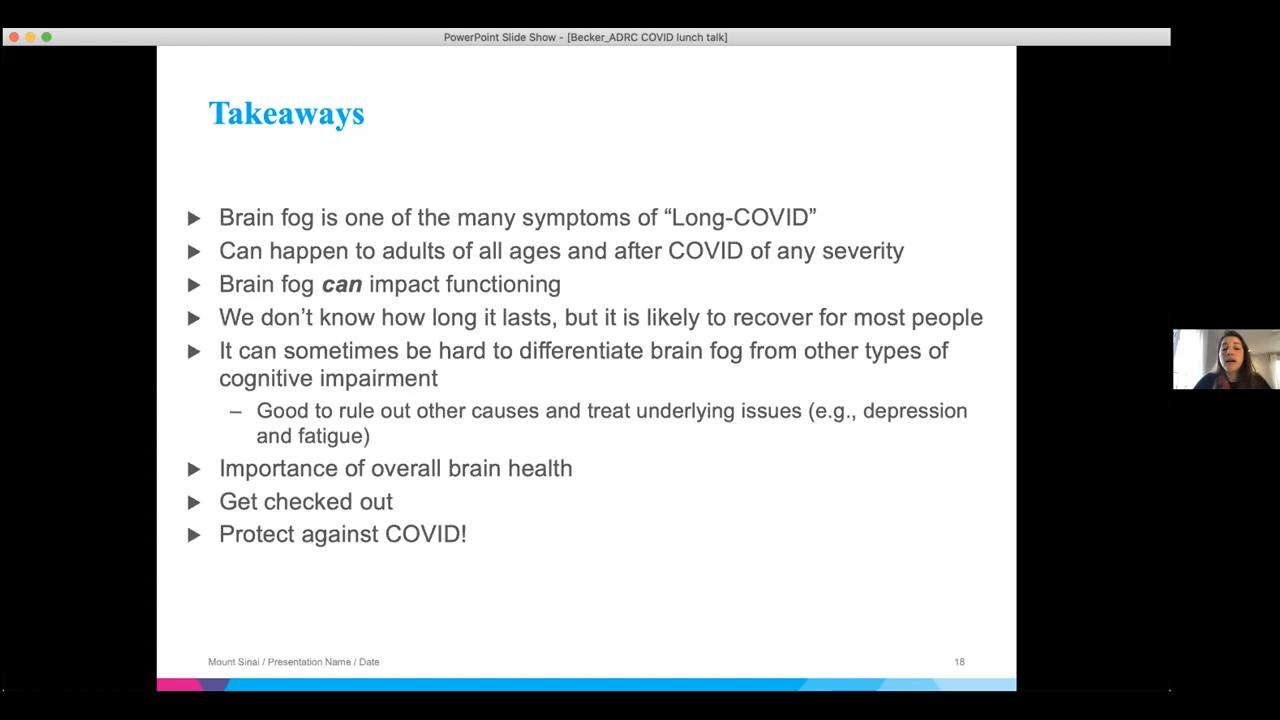 PowerPoint Slide Show - [Becker_ADRC COVID lunch talk]
Takeaways
Brain fog is one of the many symptoms of “Long-COVID”
Can happen to adults of all ages and after COVID of any severity
Brain fog can impact functioning
We don’t know how long it lasts, but it is likely to recover for most people
It can sometimes be hard to differentiate brain fog from other types of
cognitive impairment
– Good to rule out other causes and treat underlying issues (e.g., depression
and fatigue)
Importance of overall brain health
Get checked out
Protect against COVID!
Mount Sinai / Presentation Name / Date
18